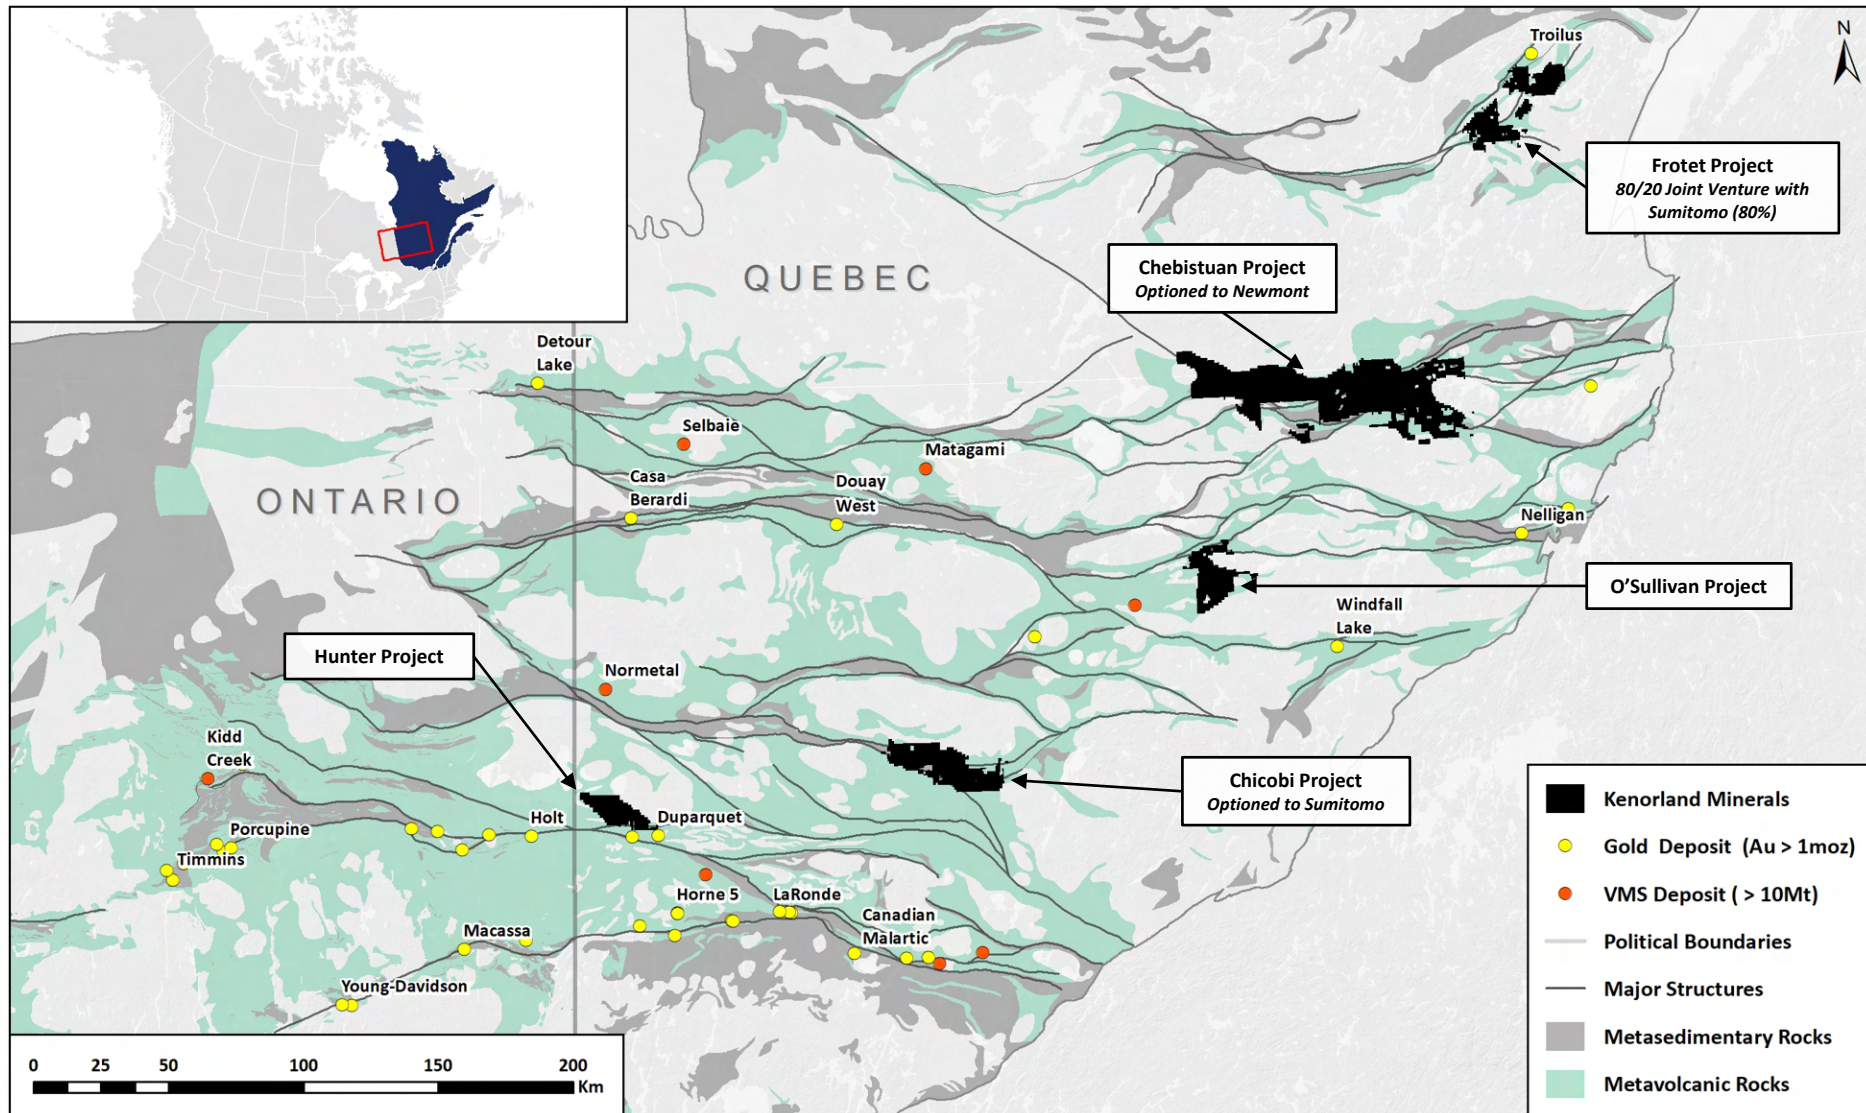 N
Troilus
Frotet Project
80/20 Joint Venture with
Sumitomo (80%)
Chebistuan Project
Optioned to Newmont
QUEBEC
Detour
Lake
Selbaie
Matagami
Casa
Berardi
Douay
West
ONTARIO
Nelligan
O'Sullivan Project
Windfall
Lake
Hunter Project
Normetal
Kidd
Creek
Chicobi Project
Optioned to Sumitomo
Holt
Duparquet
Porcupine
Timmins
Horne 5
LaRonde
Canadian
Malartic
Macassa
Young-Davidson
Kenorland Minerals
Gold Deposit (Au > 1moz)
VMS Deposit ( > 10Mt)
Political Boundaries
Major Structures
Metasedimentary Rocks
Metavolcanic Rocks
0 25 50 100 150 200
Km